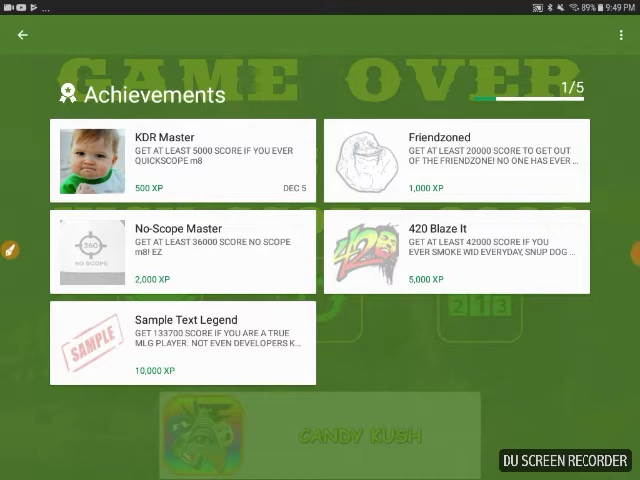 ... 89% 9:49 PM
GAME OVER
Achievements
1/5
KDR Master
GET AT LEAST 5000 SCORE IF YOU EVER
QUICKSCOPE m8
500 XP DEC 5
Friendzoned
GET AT LEAST 20000 SCORE TO GET OUT
OF THE FRIENDZONE! NO ONE HAS EVER ...
1,000 XP
360
NO SCOPE
No-Scope Master
GET AT LEAST 36000 SCORE NO SCOPE
m8! EZ
2,000 XP
420
420 Blaze It
GET AT LEAST 42000 SCORE IF YOU
EVER SMOKE WID EVERYDAY, SNUP DOG ...
5,000 XP
213
SAMPLE
Sample Text Legend
GET 133700 SCORE IF YOU ARE A TRUE
MLG PLAYER. NOT EVEN DEVELOPERS K...
10,000 XP
CANDY KUSH
DU SCREEN RECORDER